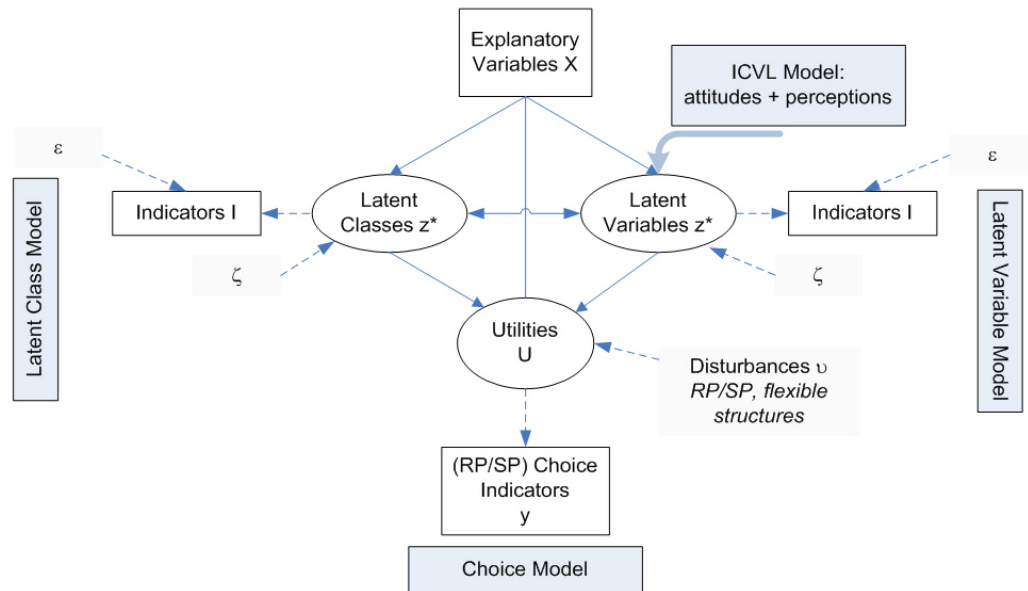 Explanatory
Variables X
ICVL Model:
attitudes + perceptions
ε
ε
Latent Class Model
Indicators I
Latent
Classes z*
Latent
Variables z*
Indicators I
Latent Variable Model
ζ
ζ
Utilities
U
Disturbances υ
RP/SP, flexible
structures
(RP/SP) Choice
Indicators
y
Choice Model